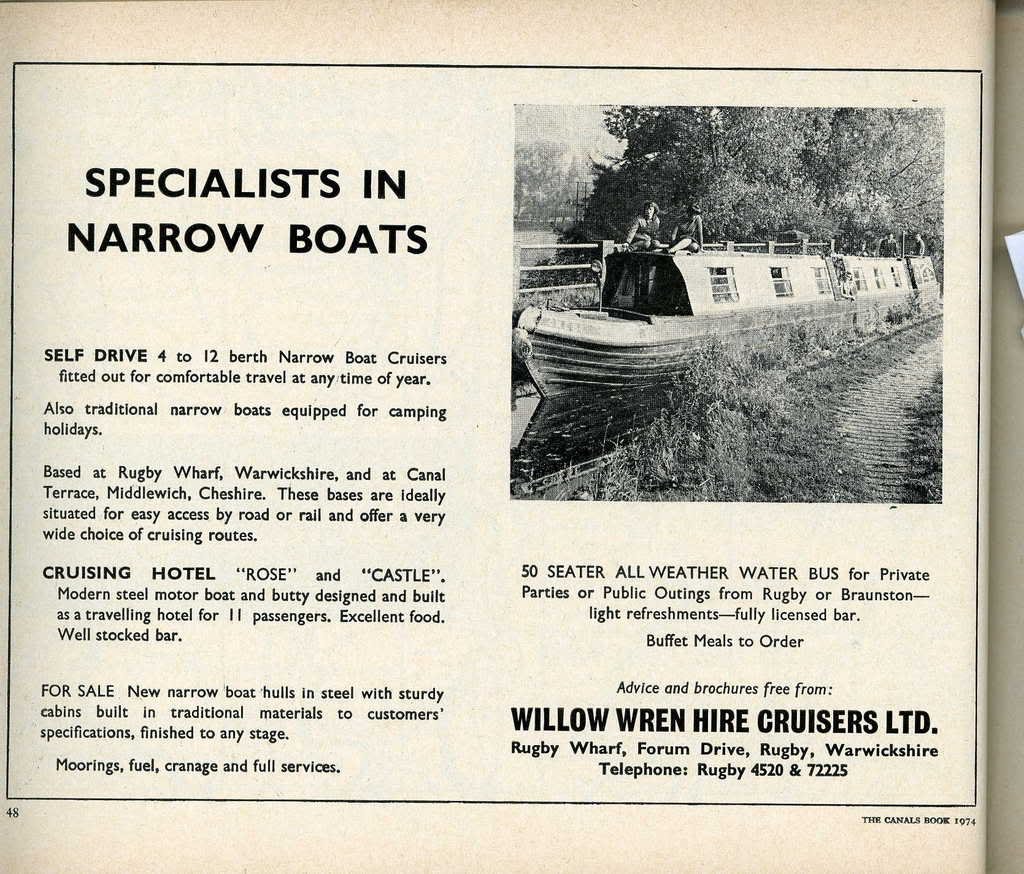 SPECIALISTS IN
NARROW BOATS
SELF DRIVE 4 to 12 berth Narrow Boat Cruisers
fitted out for comfortable travel at any time of year.
Also traditional narrow boats equipped for camping
holidays.
Based at Rugby Wharf, Warwickshire, and at Canal
Terrace, Middlewich, Cheshire. These bases are ideally
situated for easy access by road or rail and offer a very
wide choice of cruising routes.
CRUISING HOTEL "ROSE" and "CASTLE".
Modern steel motor boat and butty designed and built
as a travelling hotel for 11 passengers. Excellent food.
Well stocked bar.
FOR SALE New narrow boat hulls in steel with sturdy
cabins built in traditional materials to customers'
specifications, finished to any stage.
Moorings, fuel, cranage and full services.
50 SEATER ALL WEATHER WATER BUS for Private
Parties or Public Outings from Rugby or Braunston—
light refreshments—fully licensed bar.
Buffet Meals to Order
Advice and brochures free from:
WILLOW WREN HIRE CRUISERS LTD.
Rugby Wharf, Forum Drive, Rugby, Warwickshire
Telephone: Rugby 4520 & 72225
48
THE CANALS BOOK 1974